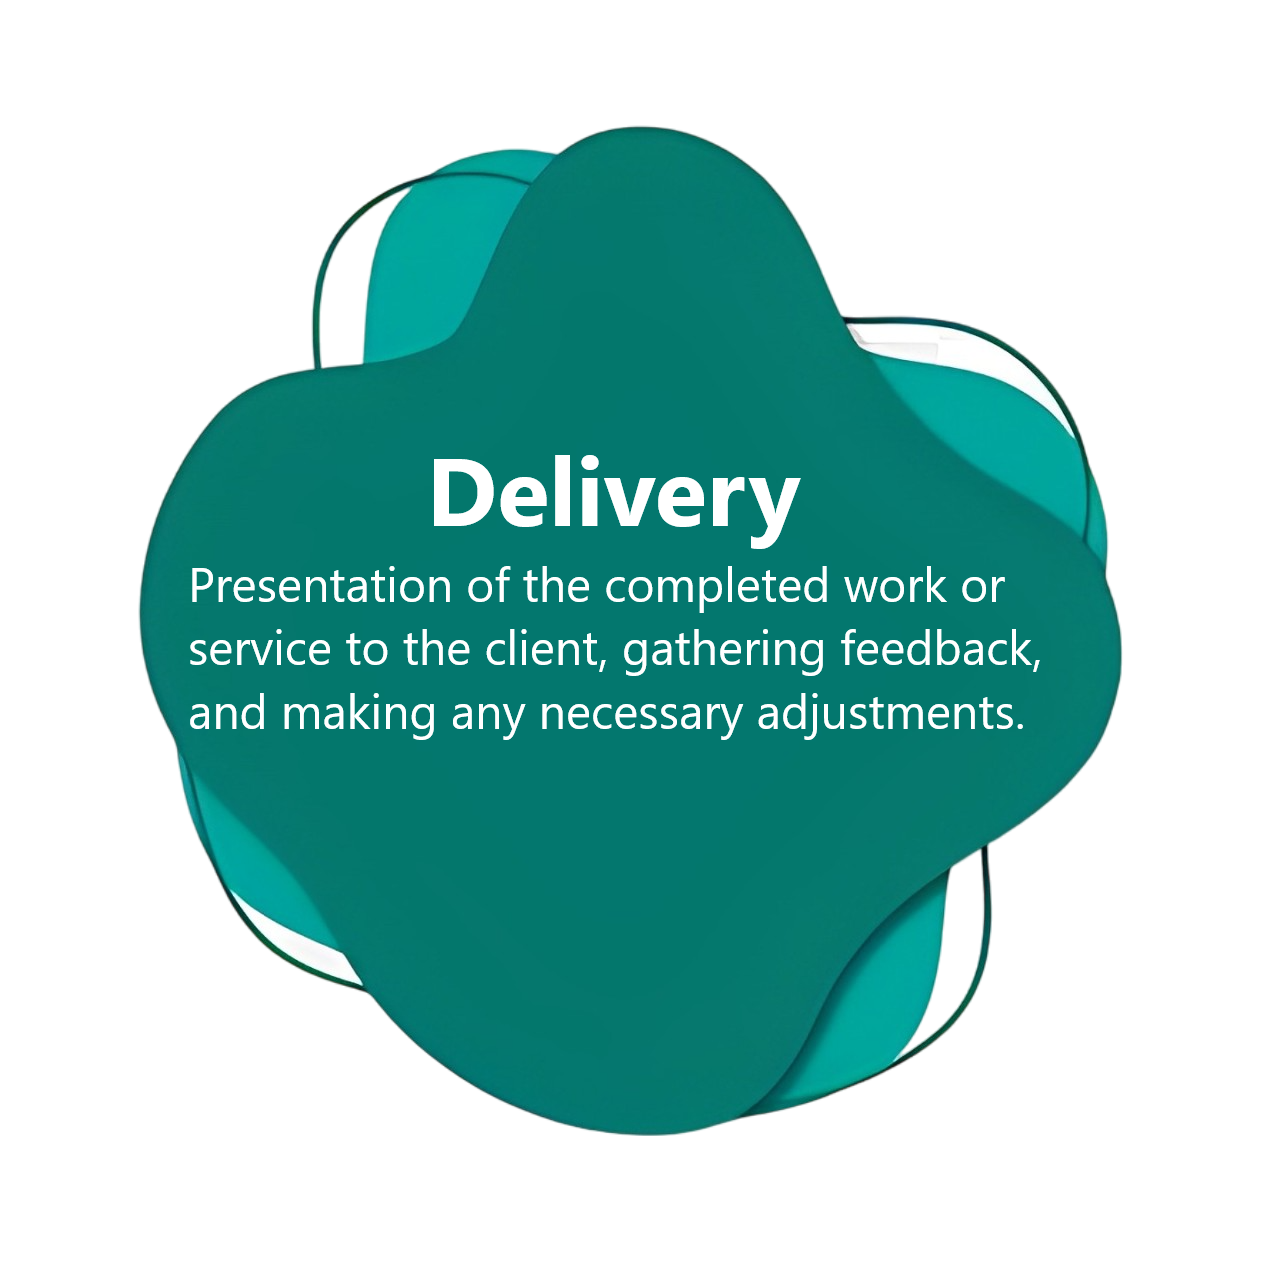 Delivery
Presentation of the completed work or
service to the client, gathering feedback,
and making any necessary adjustments.